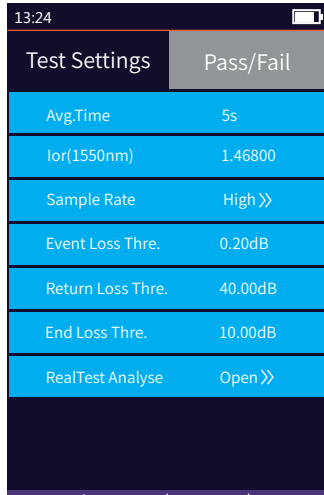 13:24
Test Settings Pass/Fail
Avg.Time 5s
Ior(1550nm) 1.46800
Sample Rate High»
Event Loss Thre. 0.20dB
Return Loss Thre. 40.00dB
End Loss Thre. 10.00dB
RealTest Analyse Open»